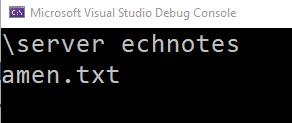 Microsoft Visual Studio Debug Console
\server echnotes
amen.txt